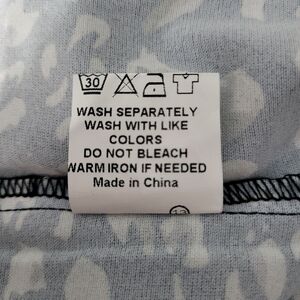 30
WASH SEPARATELY
WASH WITH LIKE
COLORS
DO NOT BLEACH
WARM IRON IF NEEDED
Made in China